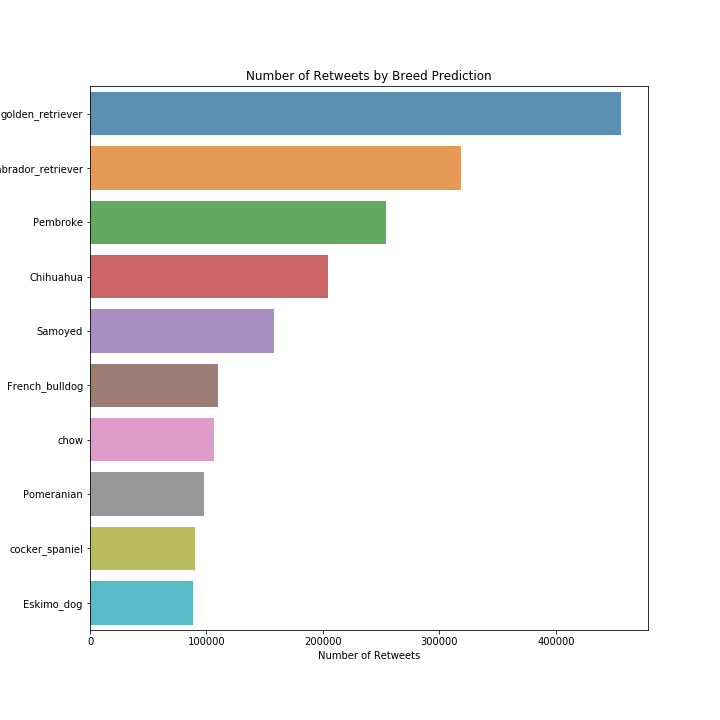 Number of Retweets by Breed Prediction
golden_retriever
abrador_retriever
Pembroke
Chihuahua
Samoyed
French_bulldog
chow
Pomeranian
cocker_spaniel
Eskimo_dog
0 100000 200000 300000 400000
Number of Retweets